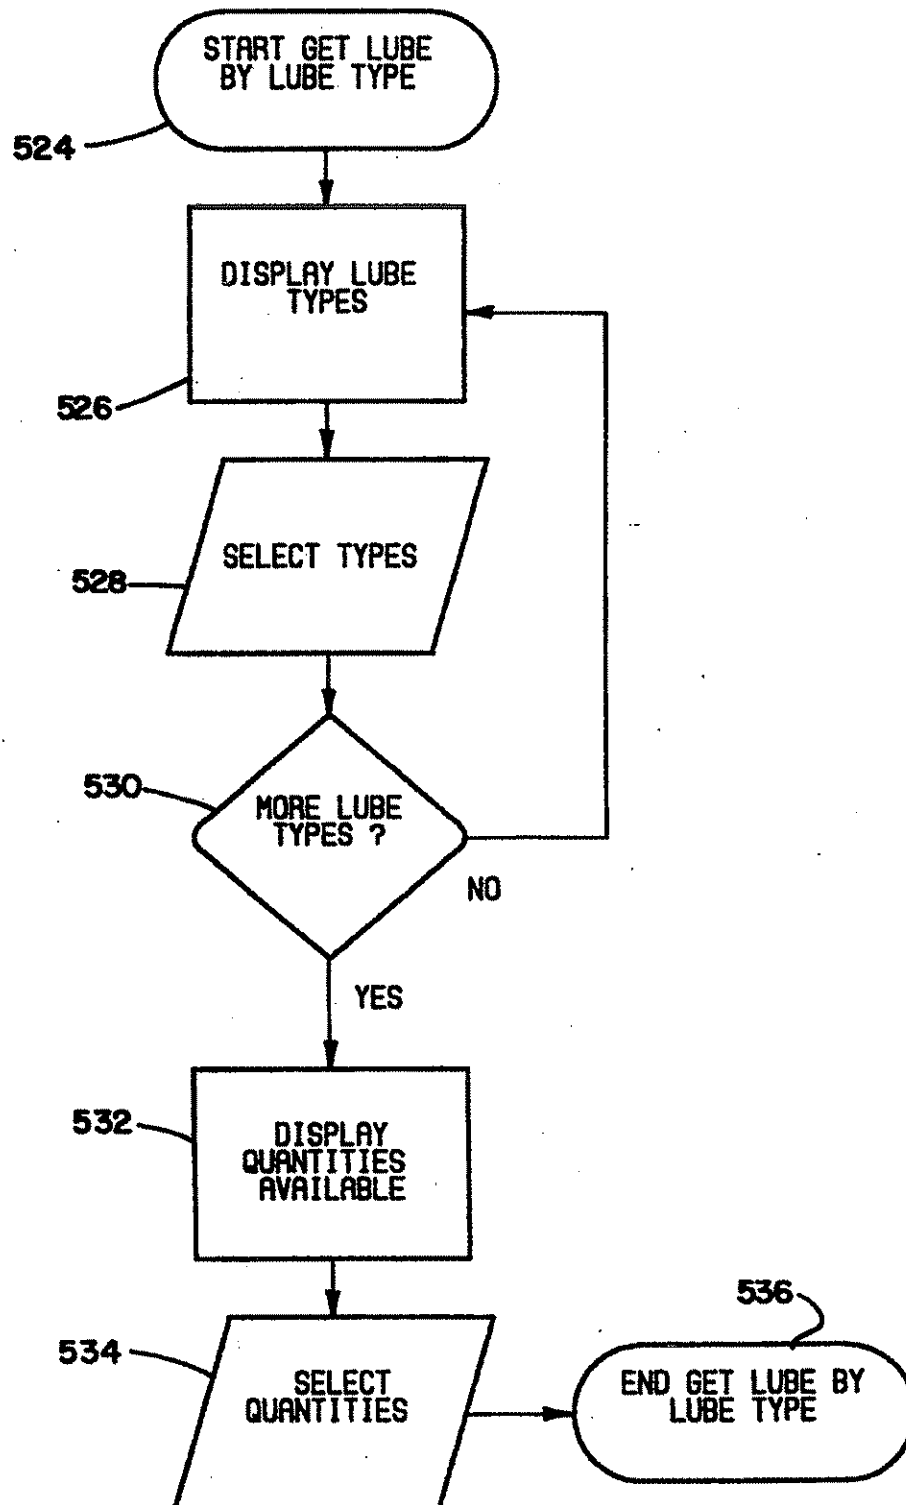 START GET LUBE
BY LUBE TYPE
524
DISPLAY LUBE
TYPES
526
SELECT TYPES
528
530
MORE LUBE
TYPES ?
NO
YES
532
DISPLAY
QUANTITIES
AVAILABLE
536
534
SELECT
QUANTITIES
END GET LUBE BY
LUBE TYPE